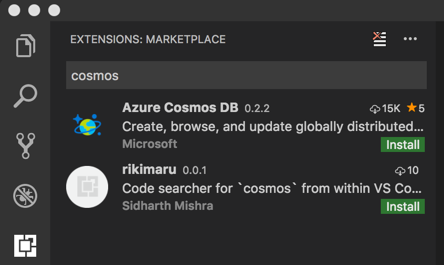 EXTENSIONS: MARKETPLACE
cosmos
Azure Cosmos DB 0.2.2 15K 5
Create, browse, and update globally distributed...
Microsoft Install
rikimaru 0.0.1 10
Code searcher for `cosmos` from within VS Co...
Sidharth Mishra Install